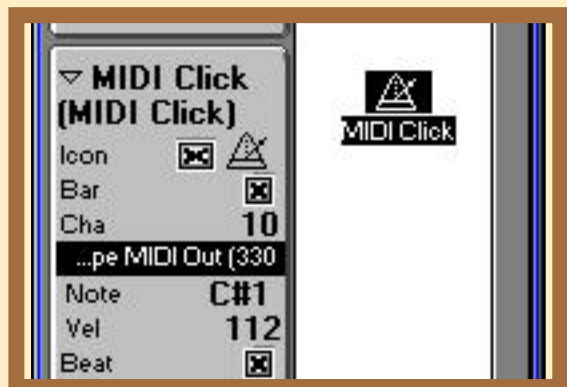 MIDI Click
(MIDI Click)
Icon
Bar
Cha 10
...pe MIDI Out (330
Note C#1
Vel 112
Beat
MIDI Click